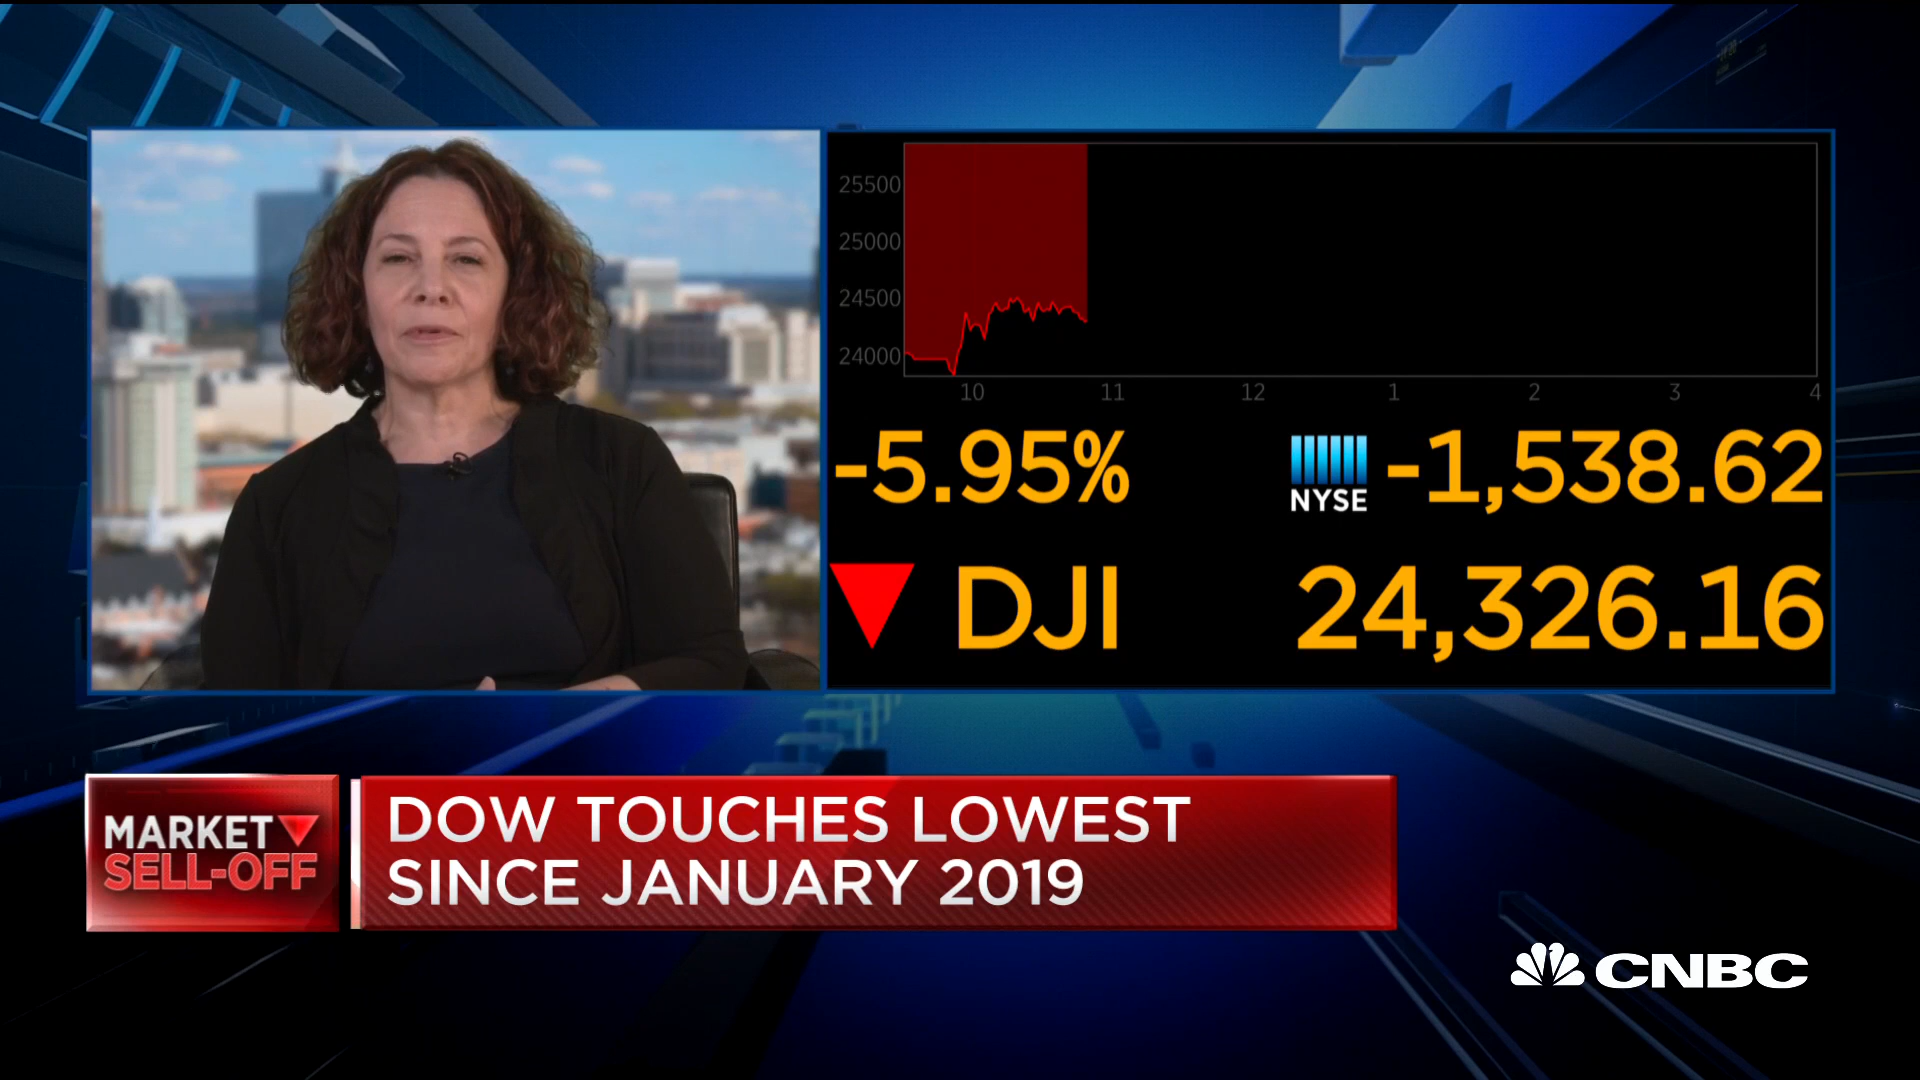 25500
25000
24500
24000
10 11 12 1 2 3 4
-5.95% NYSE -1,538.62
DJI 24,326.16
MARKET
SELL-OFF
DOW TOUCHES LOWEST
SINCE JANUARY 2019
CNBC